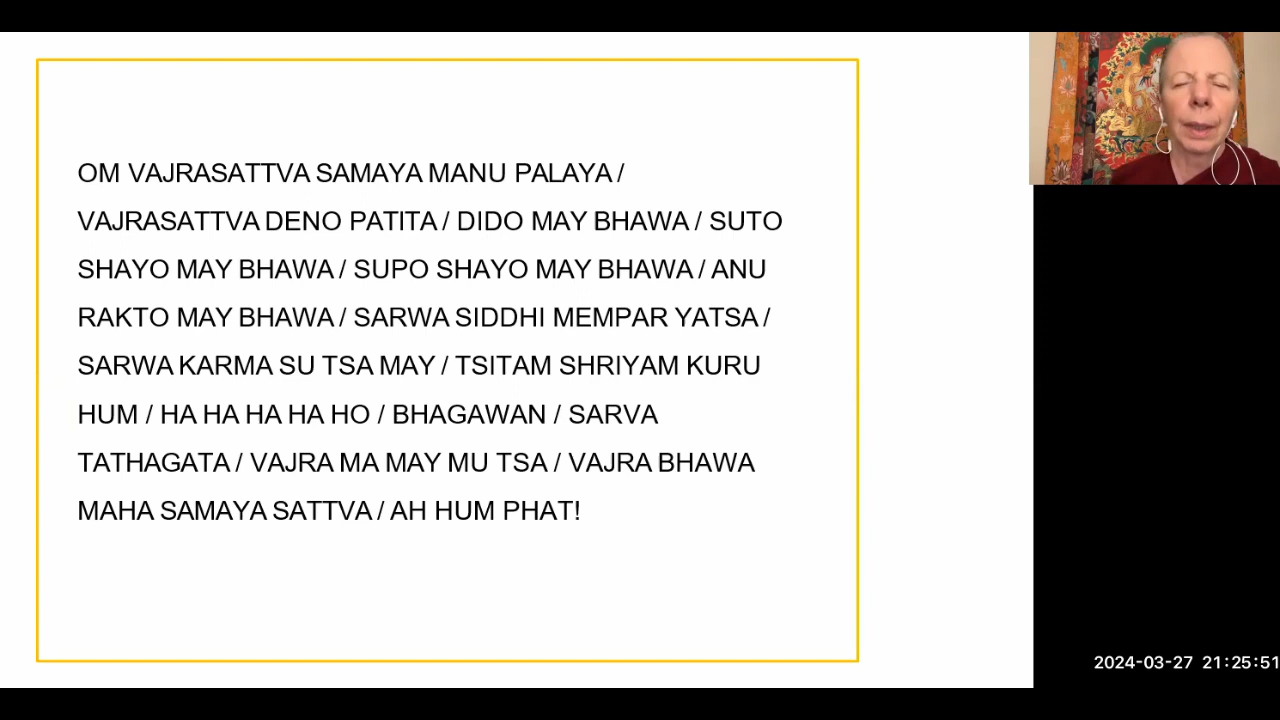 OM VAJRASATTVA SAMAYA MANU PALAYA /
VAJRASATTVA DENO PATITA / DIDO MAY BHAWA / SUTO
SHAYO MAY BHAWA / SUPO SHAYO MAY BHAWA / ANU
RAKTO MAY BHAWA / SARWA SIDDHI MEMPAR YATSA /
SARWA KARMA SU TSA MAY / TSITAM SHRIYAM KURU
HUM / HA HA HA HA HO / BHAGAWAN / SARVA
TATHAGATA / VAJRA MA MAY MU TSA / VAJRA BHAWA
MAHA SAMAYA SATTVA / AH HUM PHAT!
2024-03-27 21:25:51